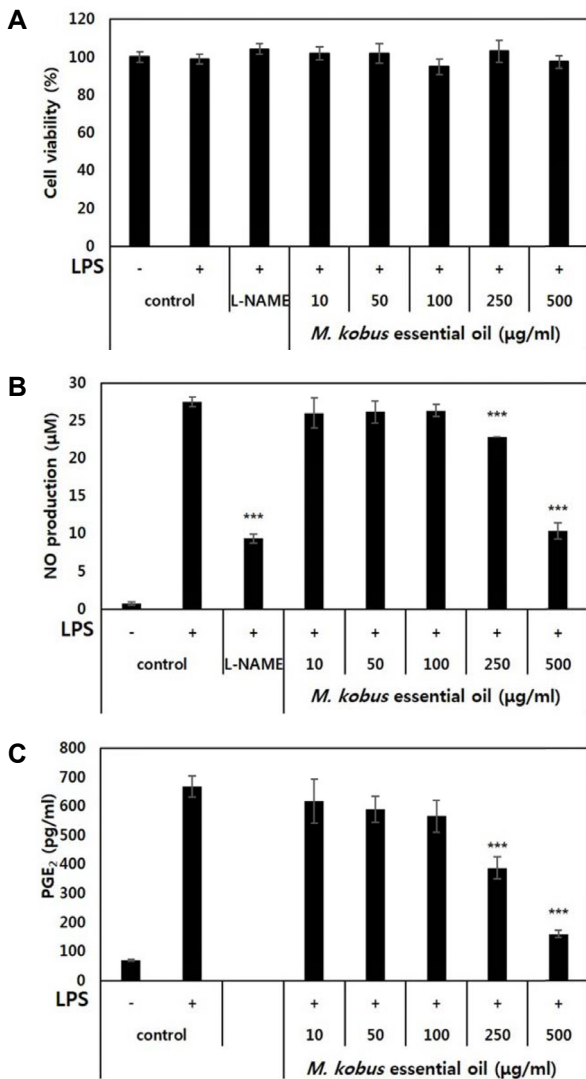 A
Cell viability (%)
120
100
80
60
40
20
0
LPS - + + + + + + +
control L-NAME 10 50 100 250 500
M. kobus essential oil (µg/ml)
B
NO production (µM)
30
25
20
15
10
5
0
*** *** ***
LPS - + + + + + + +
control L-NAME 10 50 100 250 500
M. kobus essential oil (µg/ml)
C
PGE₂ (pg/ml)
800
700
600
500
400
300
200
100
0
*** ***
LPS - + + + + + +
control 10 50 100 250 500
M. kobus essential oil (µg/ml)